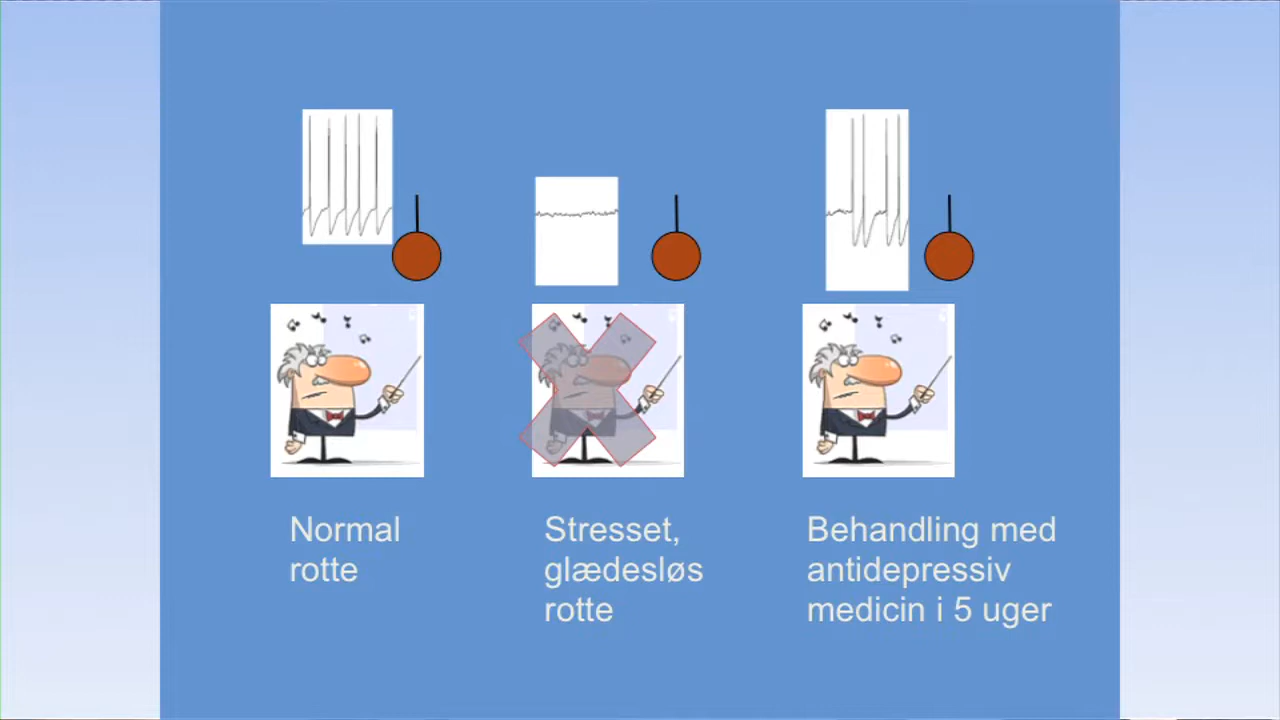 Normal
rotte
Stresset,
glædesløs
rotte
Behandling med
antidepressiv
medicin i 5 uger